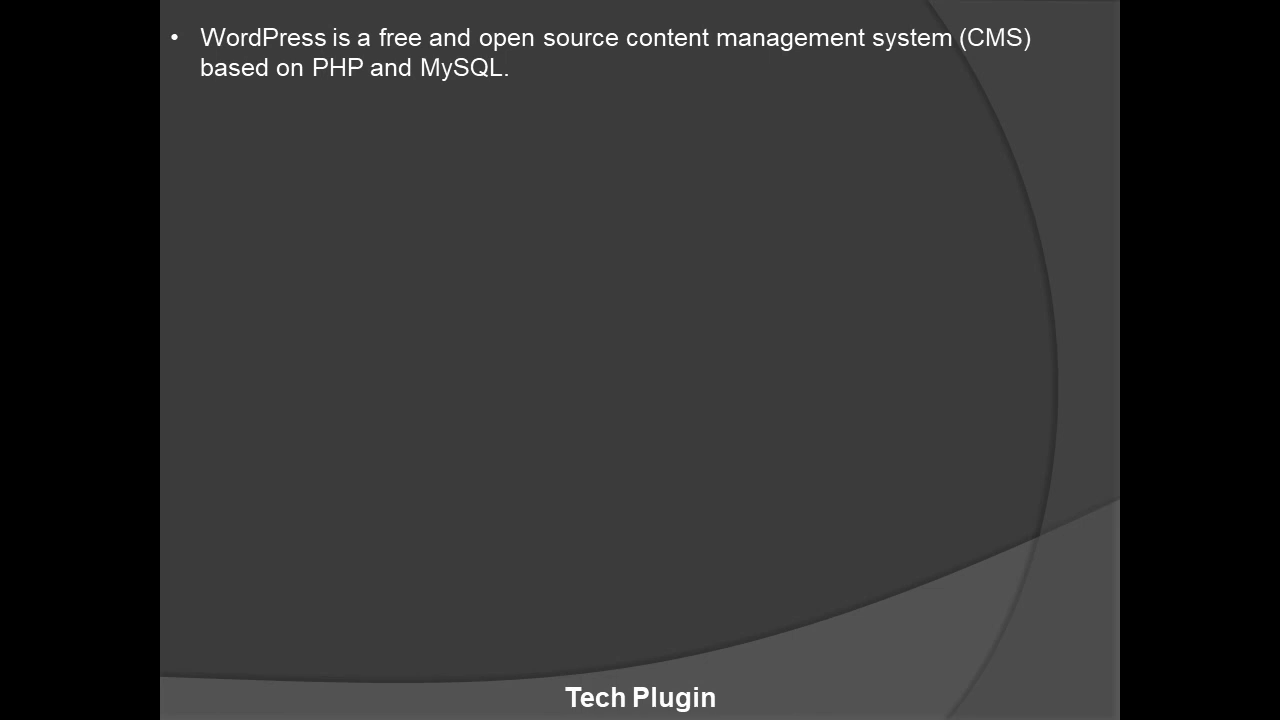 • WordPress is a free and open source content management system (CMS)
based on PHP and MySQL.
Tech Plugin